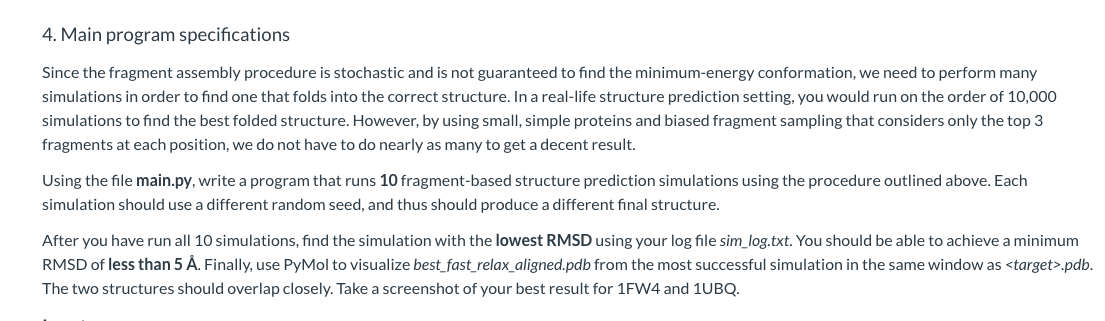 4. Main program specifications
Since the fragment assembly procedure is stochastic and is not guaranteed to find the minimum-energy conformation, we need to perform many
simulations in order to find one that folds into the correct structure. In a real-life structure prediction setting, you would run on the order of 10,000
simulations to find the best folded structure. However, by using small, simple proteins and biased fragment sampling that considers only the top 3
fragments at each position, we do not have to do nearly as many to get a decent result.
Using the file main.py, write a program that runs 10 fragment-based structure prediction simulations using the procedure outlined above. Each
simulation should use a different random seed, and thus should produce a different final structure.
After you have run all 10 simulations, find the simulation with the lowest RMSD using your log file sim_log.txt. You should be able to achieve a minimum
RMSD of less than 5 Å. Finally, use PyMol to visualize best_fast_relax_aligned.pdb from the most successful simulation in the same window as <target>.pdb.
The two structures should overlap closely. Take a screenshot of your best result for 1FW4 and 1UBQ.